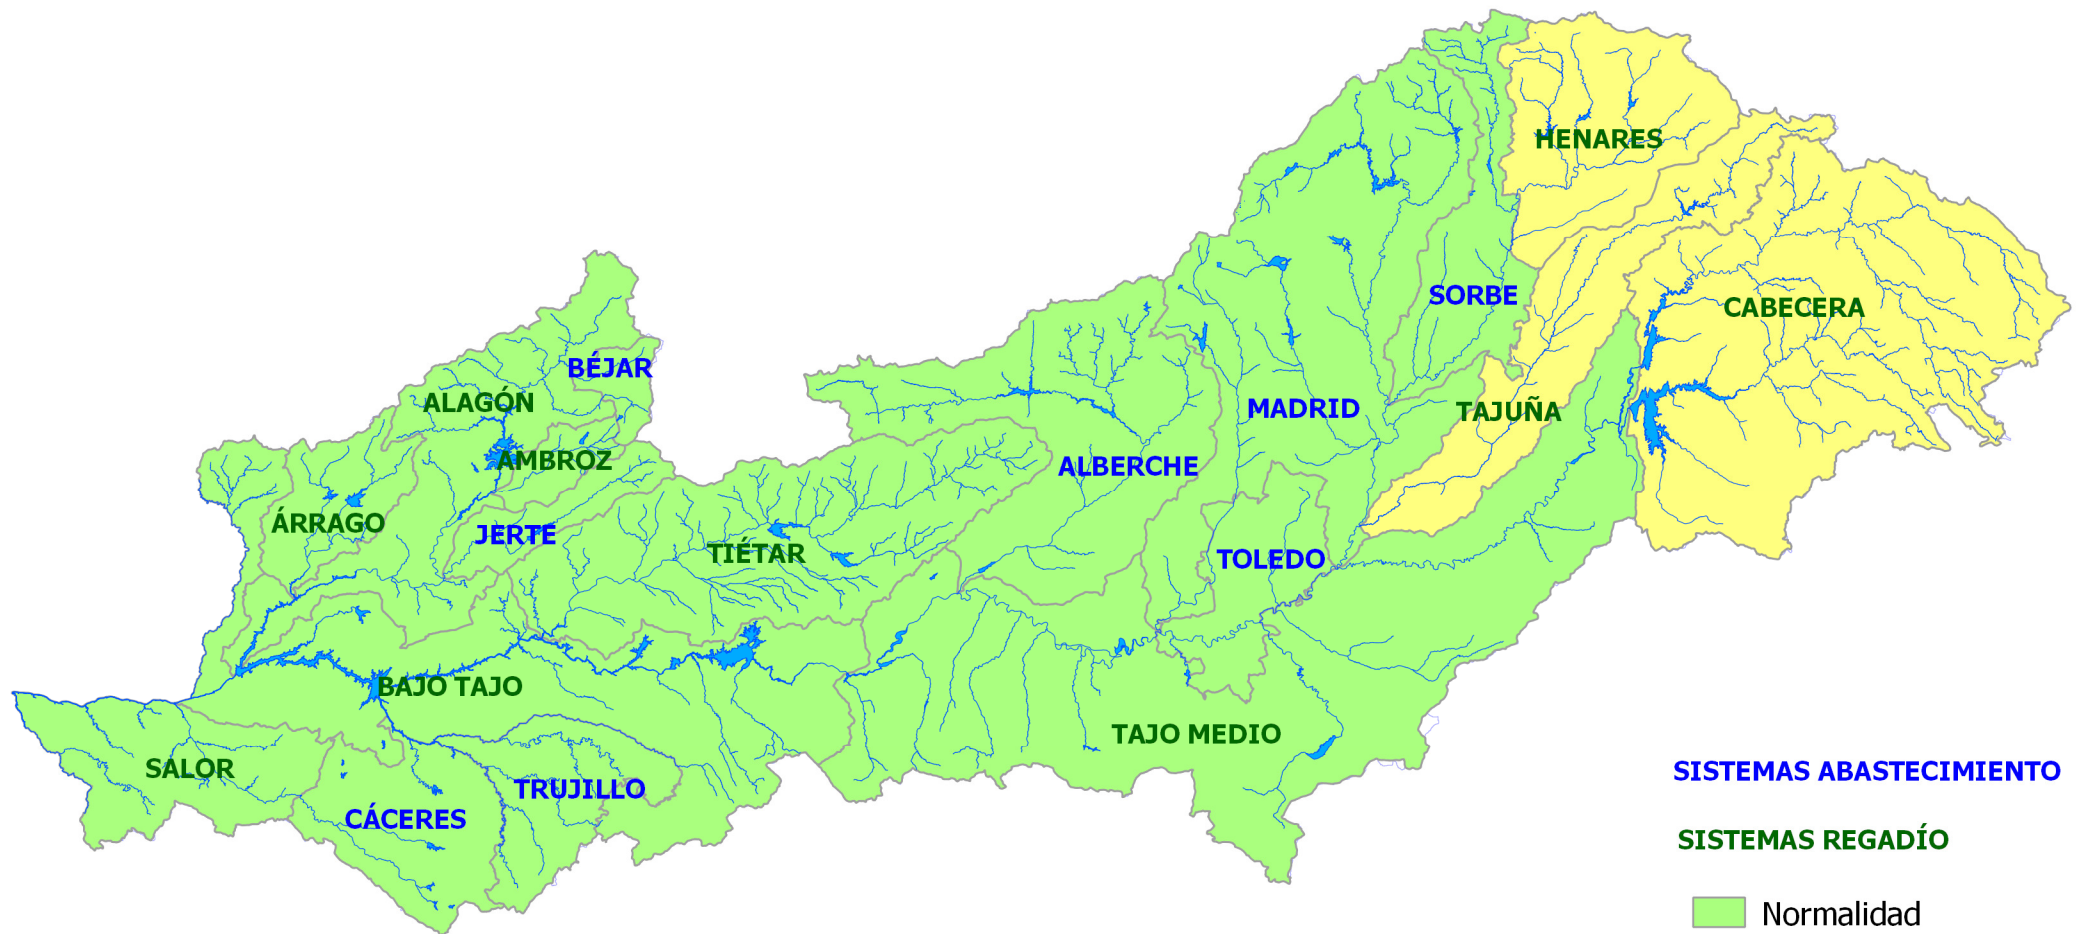 HENARES
SORBE
CABECERA
BÉJAR
ALAGÓN
MADRID
TAJUÑA
AMBROZ
ALBERCHE
ÁRRAGO
JERTE
TIÉTAR
TOLEDO
BAJO TAJO
TAJO MEDIO
SALOR
TRUJILLO
CÁCERES
SISTEMAS ABASTECIMIENTO
SISTEMAS REGADÍO
Normalidad